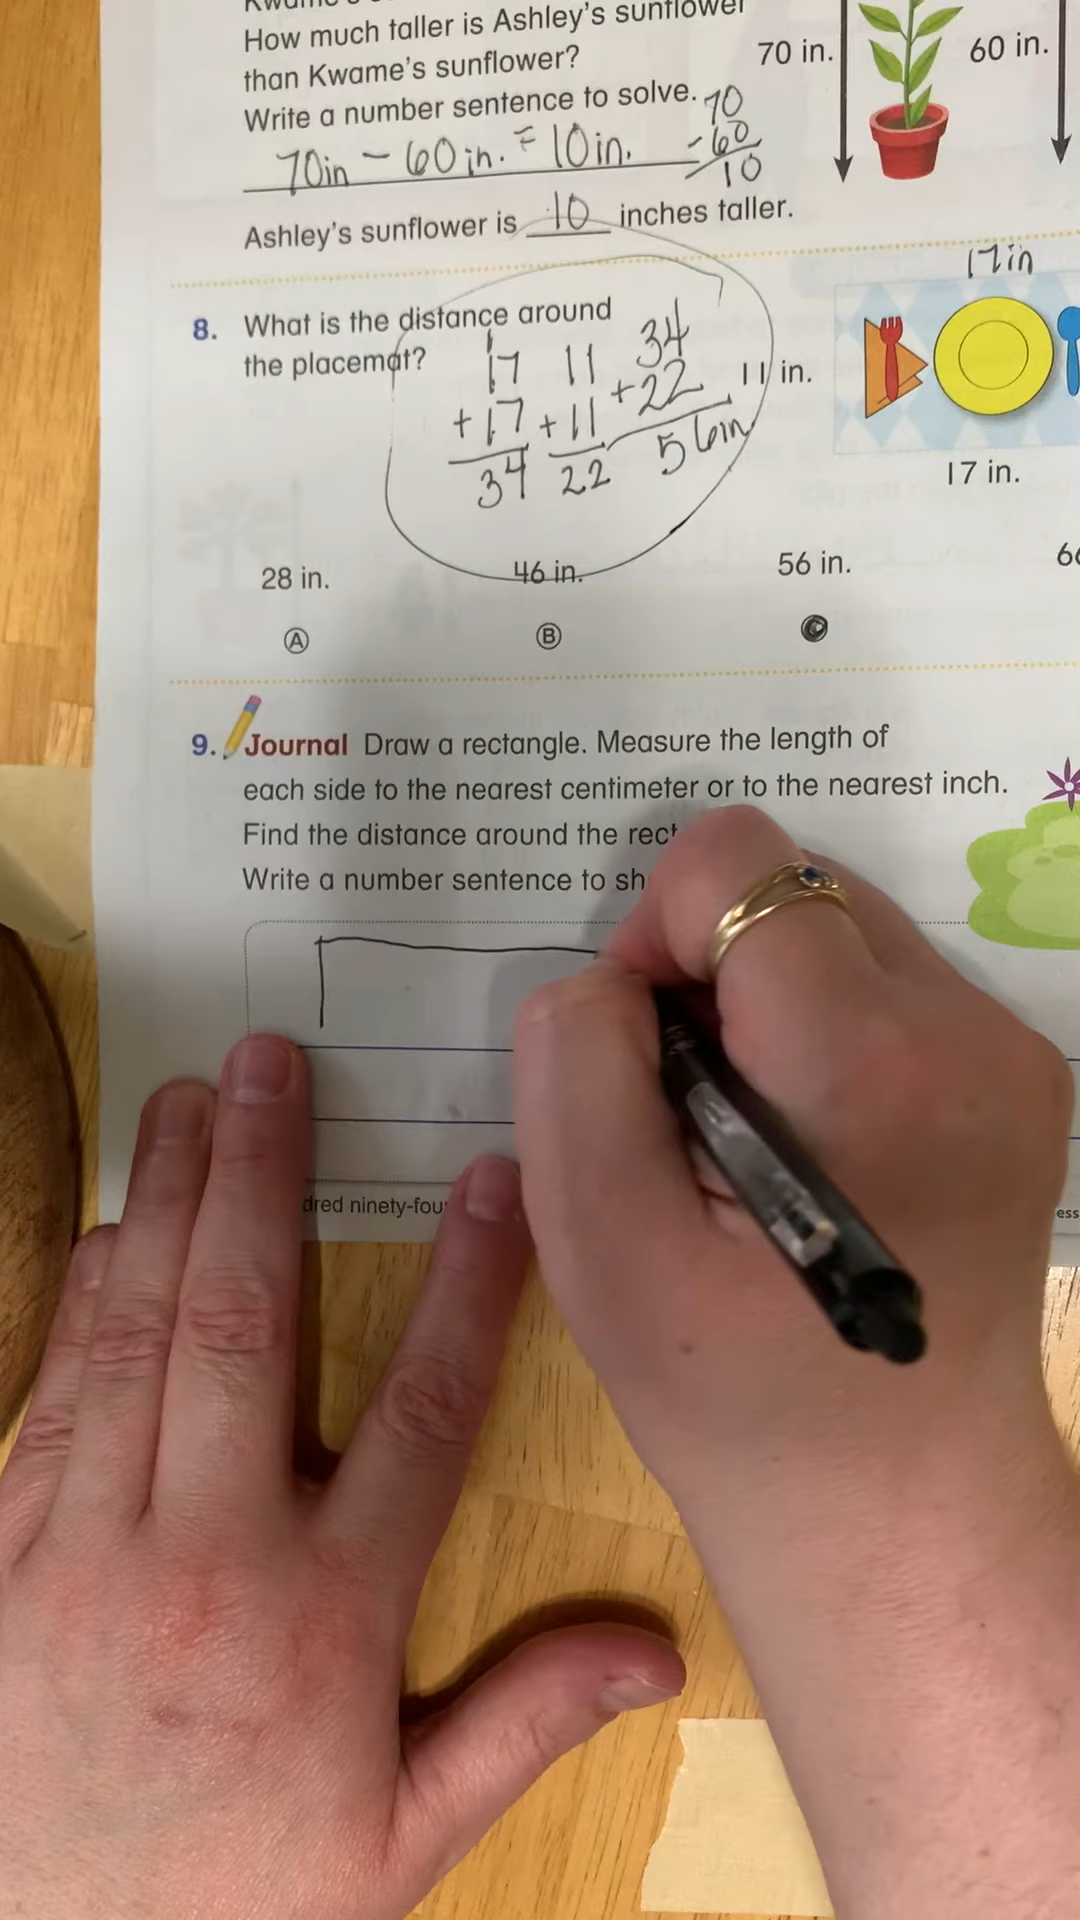 How much taller is Ashley's sunflower
than Kwame's sunflower?
70 in.
60 in.
Write a number sentence to solve.
70
-60
10
70in - 60in. = 10in.
Ashley's sunflower is 10 inches taller.
17in
8. What is the distance around
the placemat?
1
17
+17
34
11
+11
22
34
+22
56in
11 in.
17 in.
28 in.
46 in.
56 in.
A
B
C
9. Journal Draw a rectangle. Measure the length of
each side to the nearest centimeter or to the nearest inch.
Find the distance around the
Write a number sentence to
ninety-four